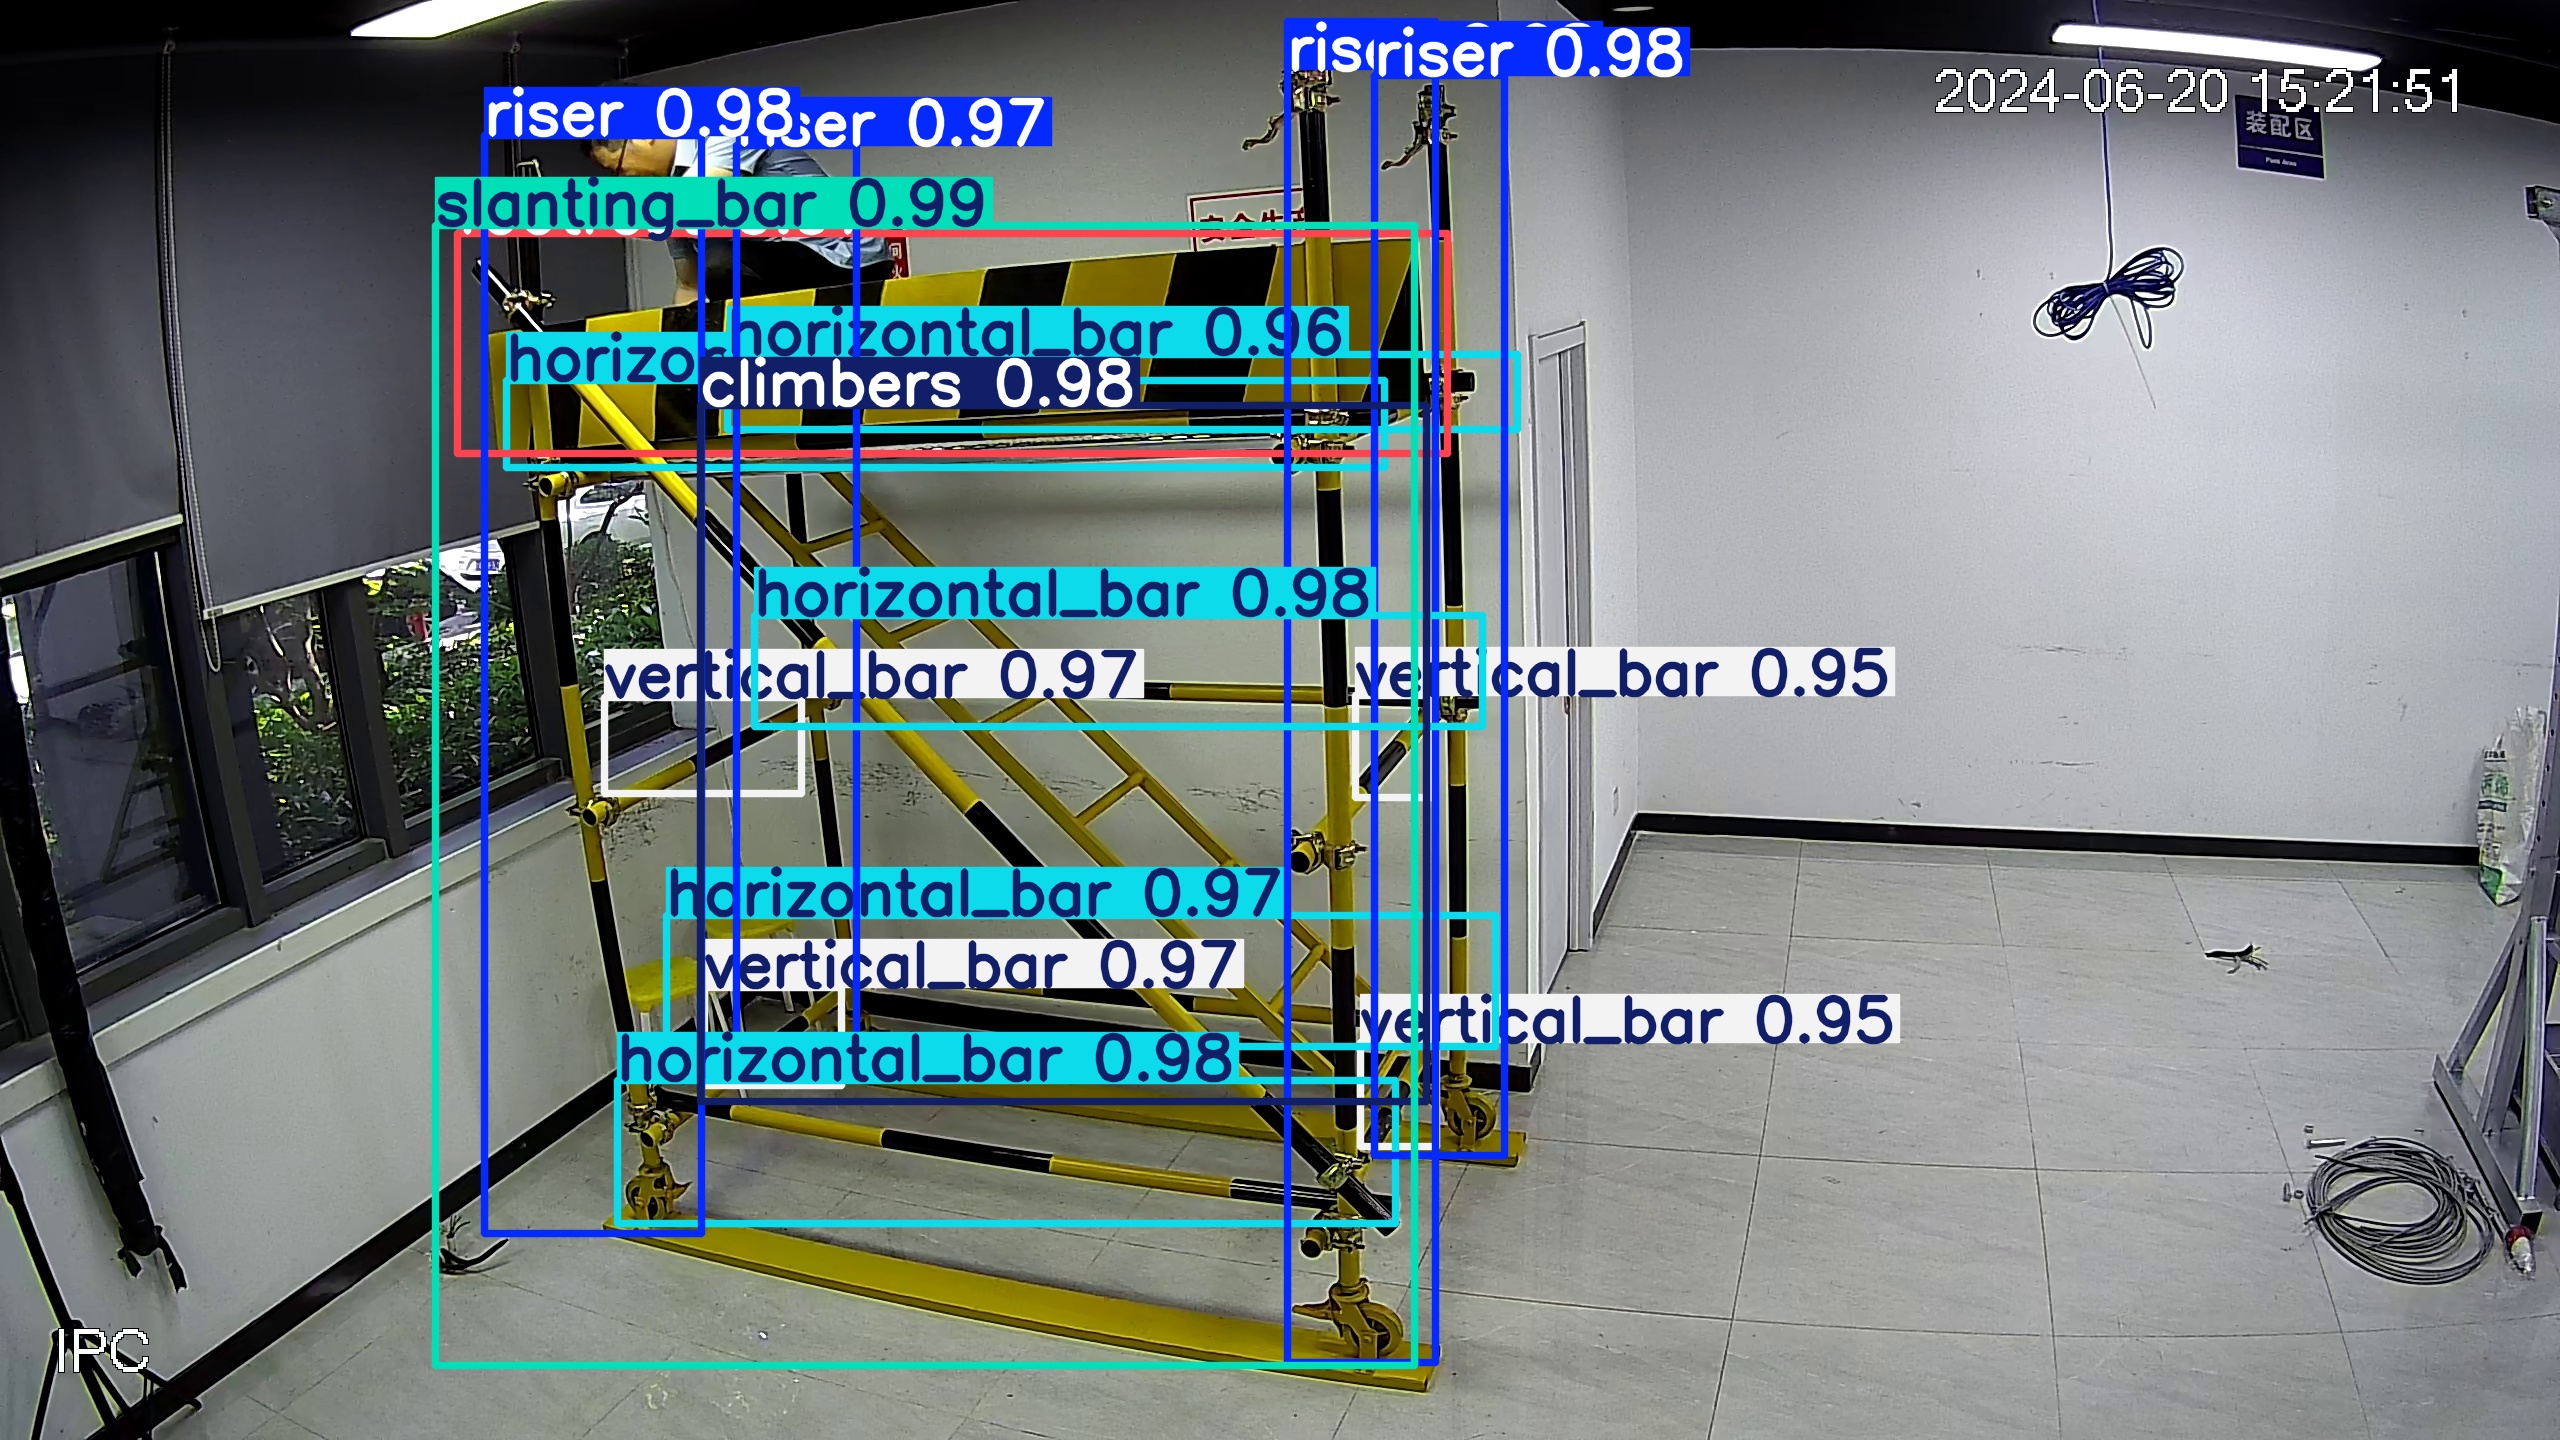 riser 0.98
2024-06-20 15:21:51
装配区
riser 0.98
0.97
slanting_bar 0.99
horizontal_bar 0.96
climbers 0.98
horizontal_bar 0.98
vertical_bar 0.97
vertical_bar 0.95
horizontal_bar 0.97
vertical_bar 0.97
vertical_bar 0.95
horizontal_bar 0.98
IPC